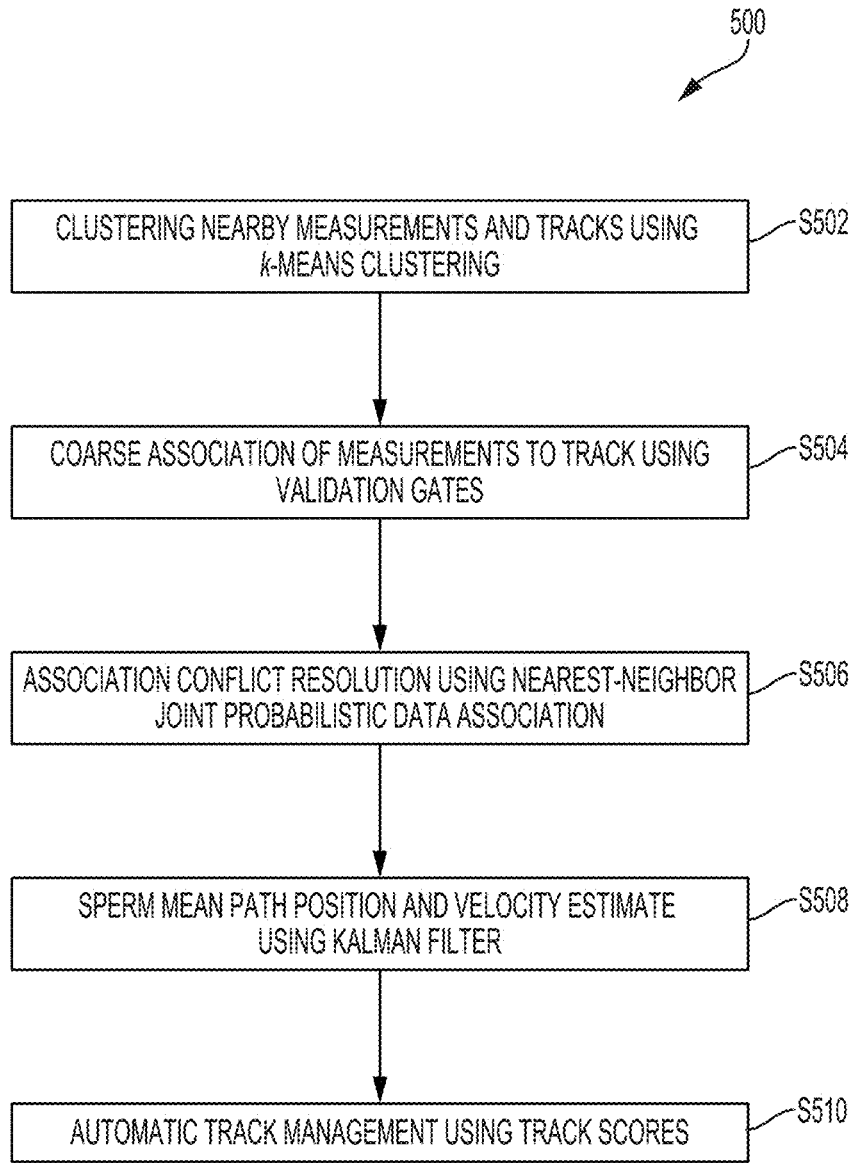 500
CLUSTERING NEARBY MEASUREMENTS AND TRACKS USING
k-MEANS CLUSTERING
S502
COARSE ASSOCIATION OF MEASUREMENTS TO TRACK USING
VALIDATION GATES
S504
ASSOCIATION CONFLICT RESOLUTION USING NEAREST-NEIGHBOR
JOINT PROBABILISTIC DATA ASSOCIATION
S506
SPERM MEAN PATH POSITION AND VELOCITY ESTIMATE
USING KALMAN FILTER
S508
AUTOMATIC TRACK MANAGEMENT USING TRACK SCORES
S510